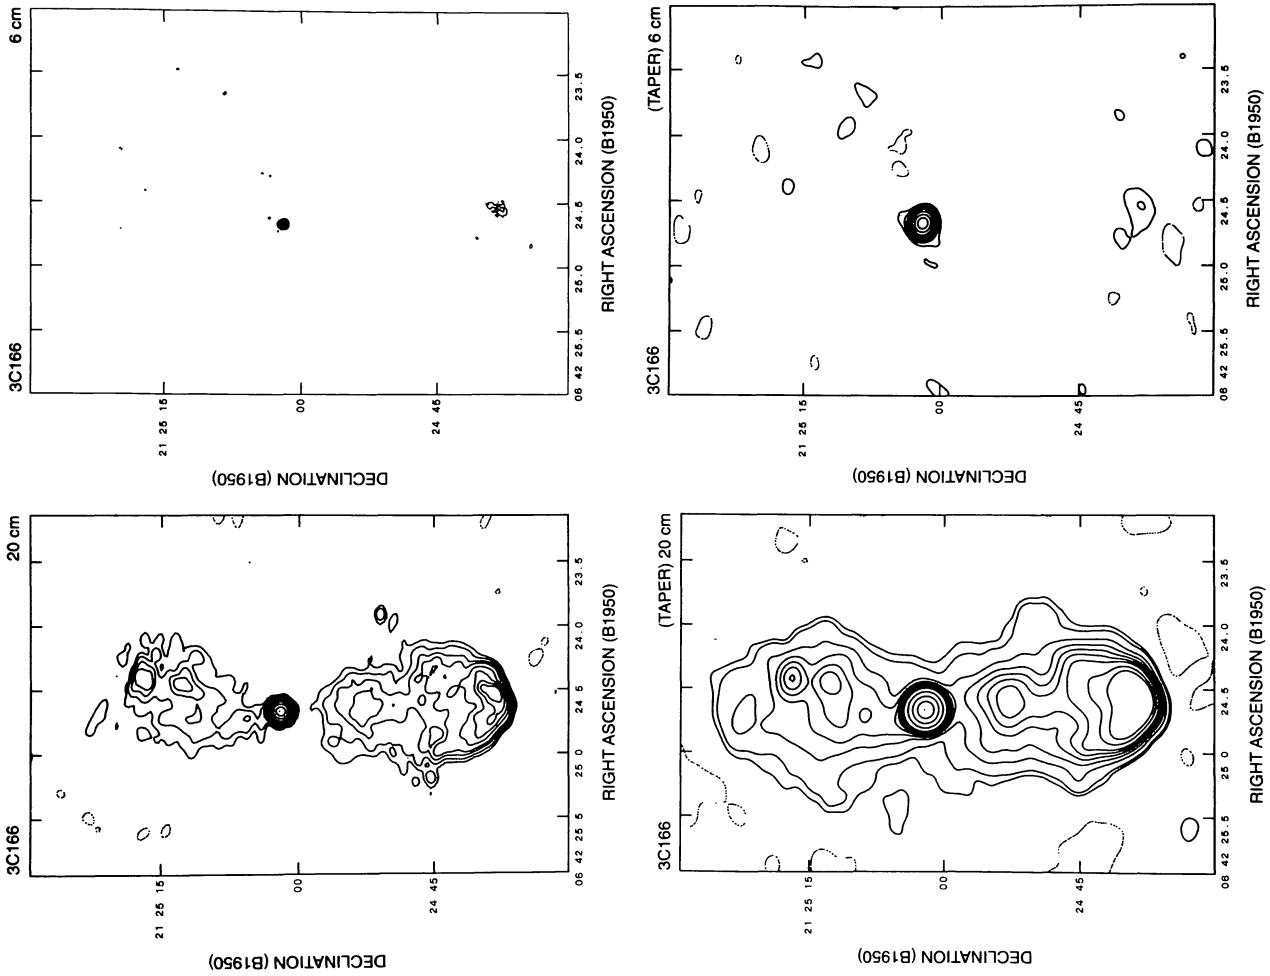 3C166
6 cm
21 25 15
00
24 45
DECLINATION (B1950)
06 42 25.5
25.0
24.5
24.0
23.5
RIGHT ASCENSION (B1950)
3C166
(TAPER) 6 cm
21 25 15
00
24 45
DECLINATION (B1950)
06 42 25.5
25.0
24.5
24.0
23.5
RIGHT ASCENSION (B1950)
3C166
20 cm
21 25 15
00
24 45
DECLINATION (B1950)
06 42 25.5
25 0
24 5
24.0
23.5
RIGHT ASCENSION (B1950)
3C166
(TAPER) 20 cm
21 25 15
00
24 45
DECLINATION (B1950)
06 42 25.5
25 0
24.5
24.0
23.5
RIGHT ASCENSION (B1950)